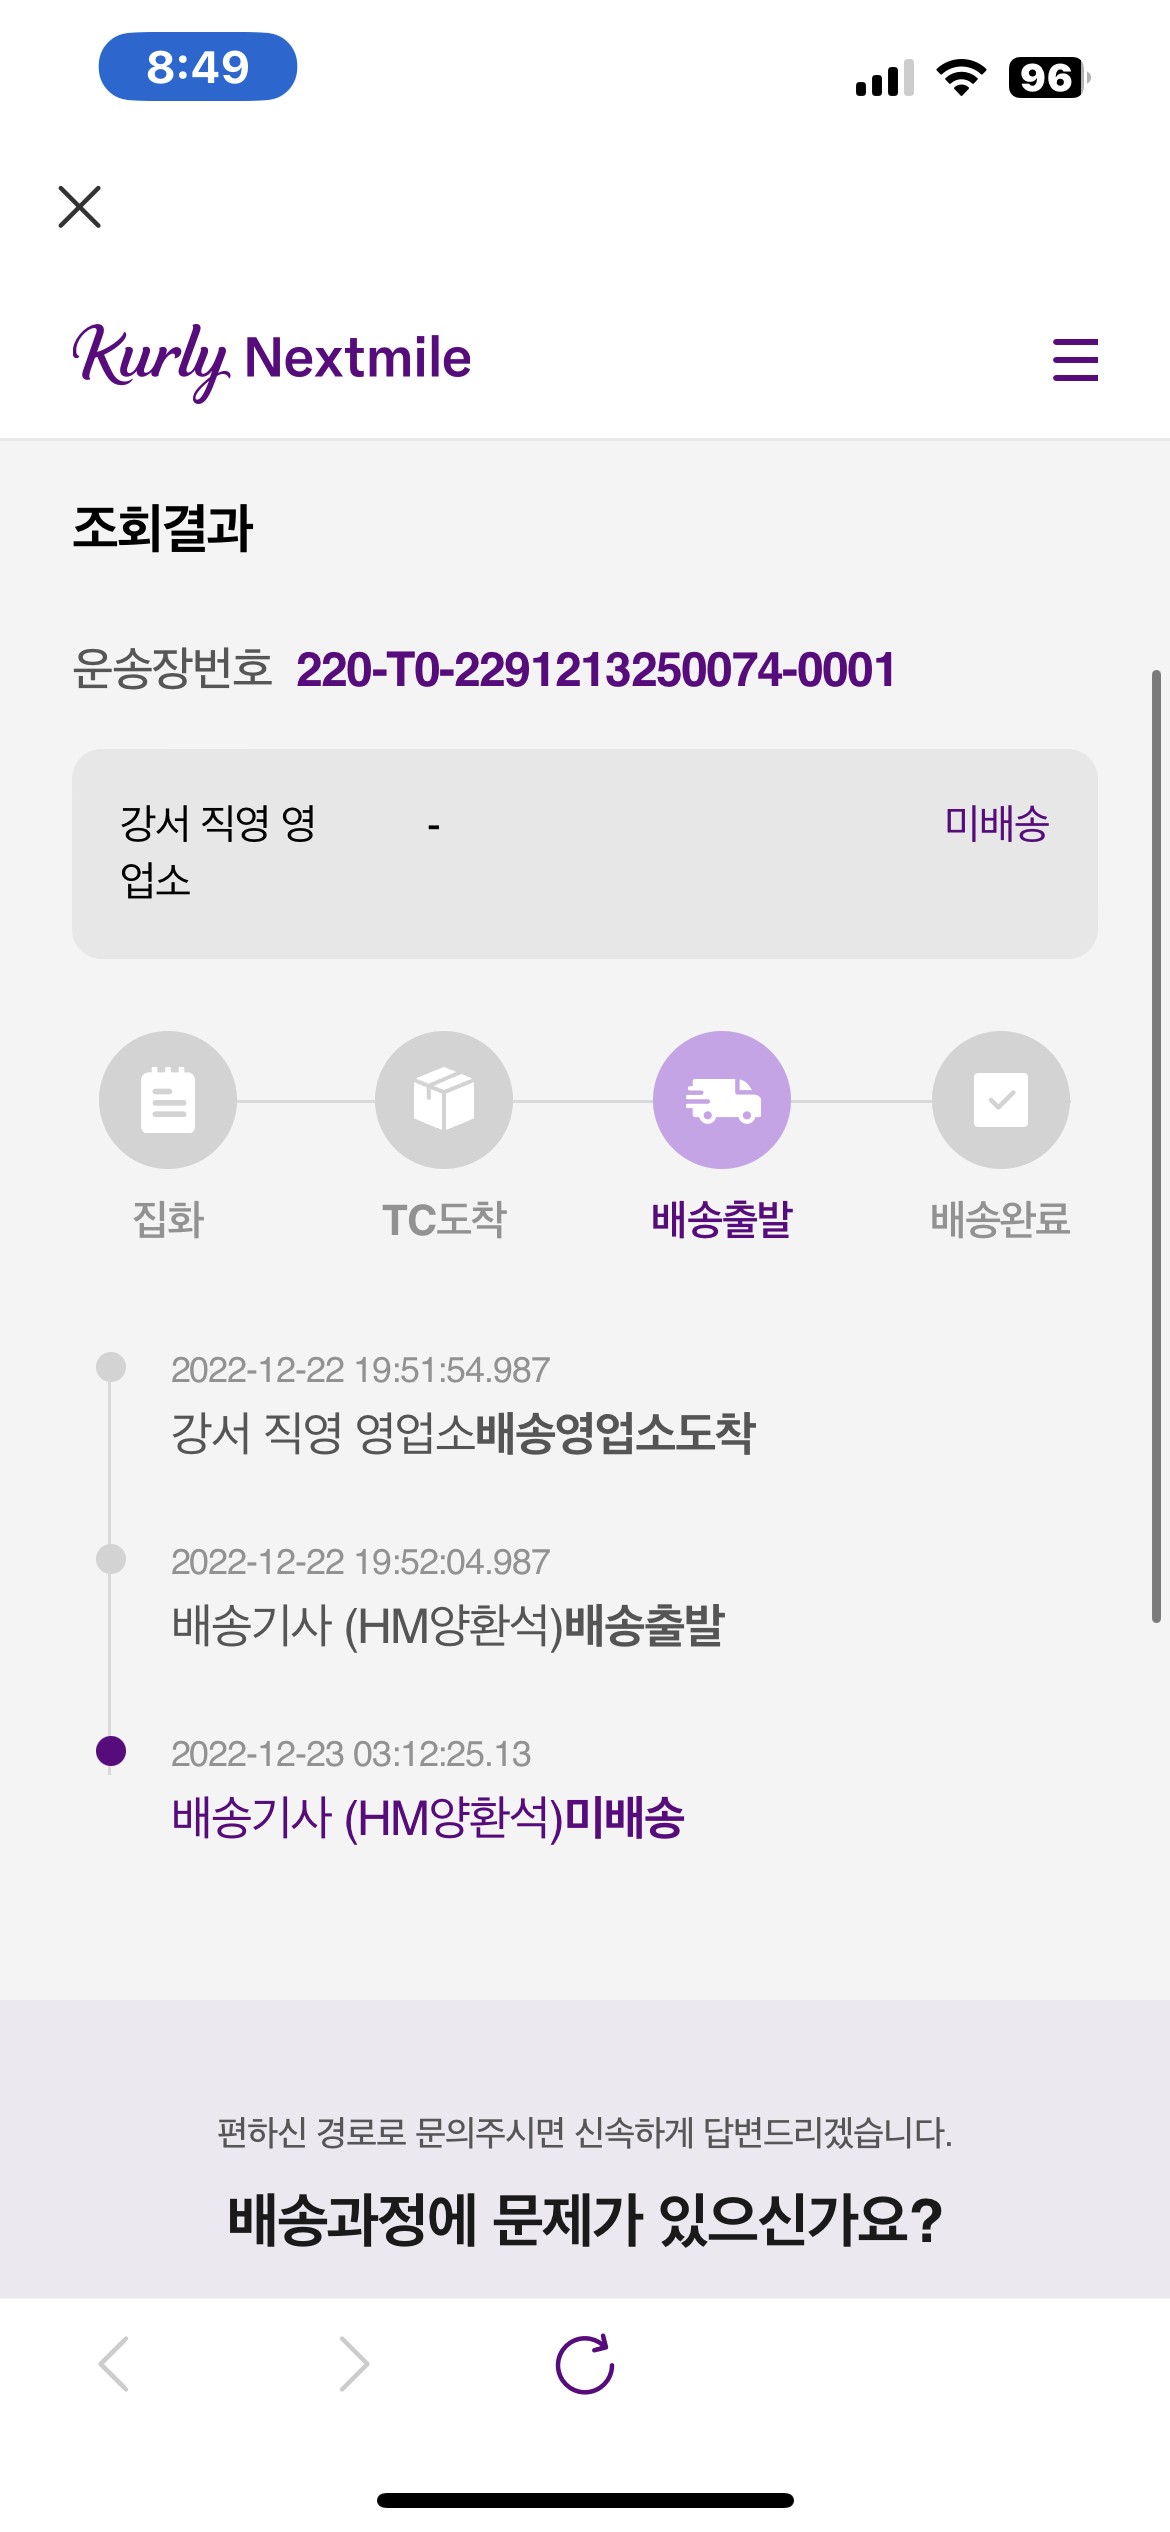 8:49
96
Kurly Nextmile
조회결과
운송장번호 220-T0-2291213250074-0001
강서 직영 영 - 미배송
업소
집화 TC도착 배송출발 배송완료
2022-12-22 19:51:54.987
강서 직영 영업소배송영업소도착
2022-12-22 19:52:04.987
배송기사 (HM양환석)배송출발
2022-12-23 03:12:25.13
배송기사 (HM양환석)미배송
편하신 경로로 문의주시면 신속하게 답변드리겠습니다.
배송과정에 문제가 있으신가요?